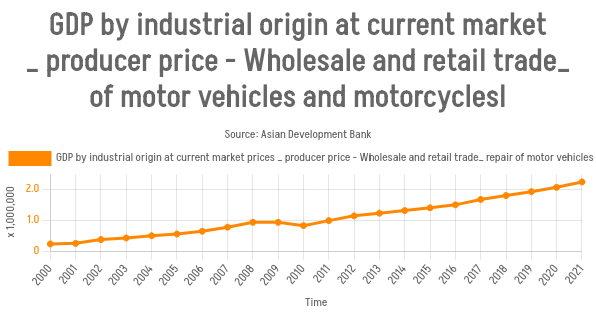 GDP by industrial origin at current market
_ producer price - Wholesale and retail trade_
of motor vehicles and motorcyclesl
Source: Asian Development Bank
GDP by industrial origin at current market prices _ producer price - Wholesale and retail trade_ repair of motor vehicles
x 1,000,000
2.0
1.0
0
2000 2001 2002 2003 2004 2005 2006 2007 2008 2009 2010 2011 2012 2013 2014 2015 2016 2017 2018 2019 2020 2021
Time